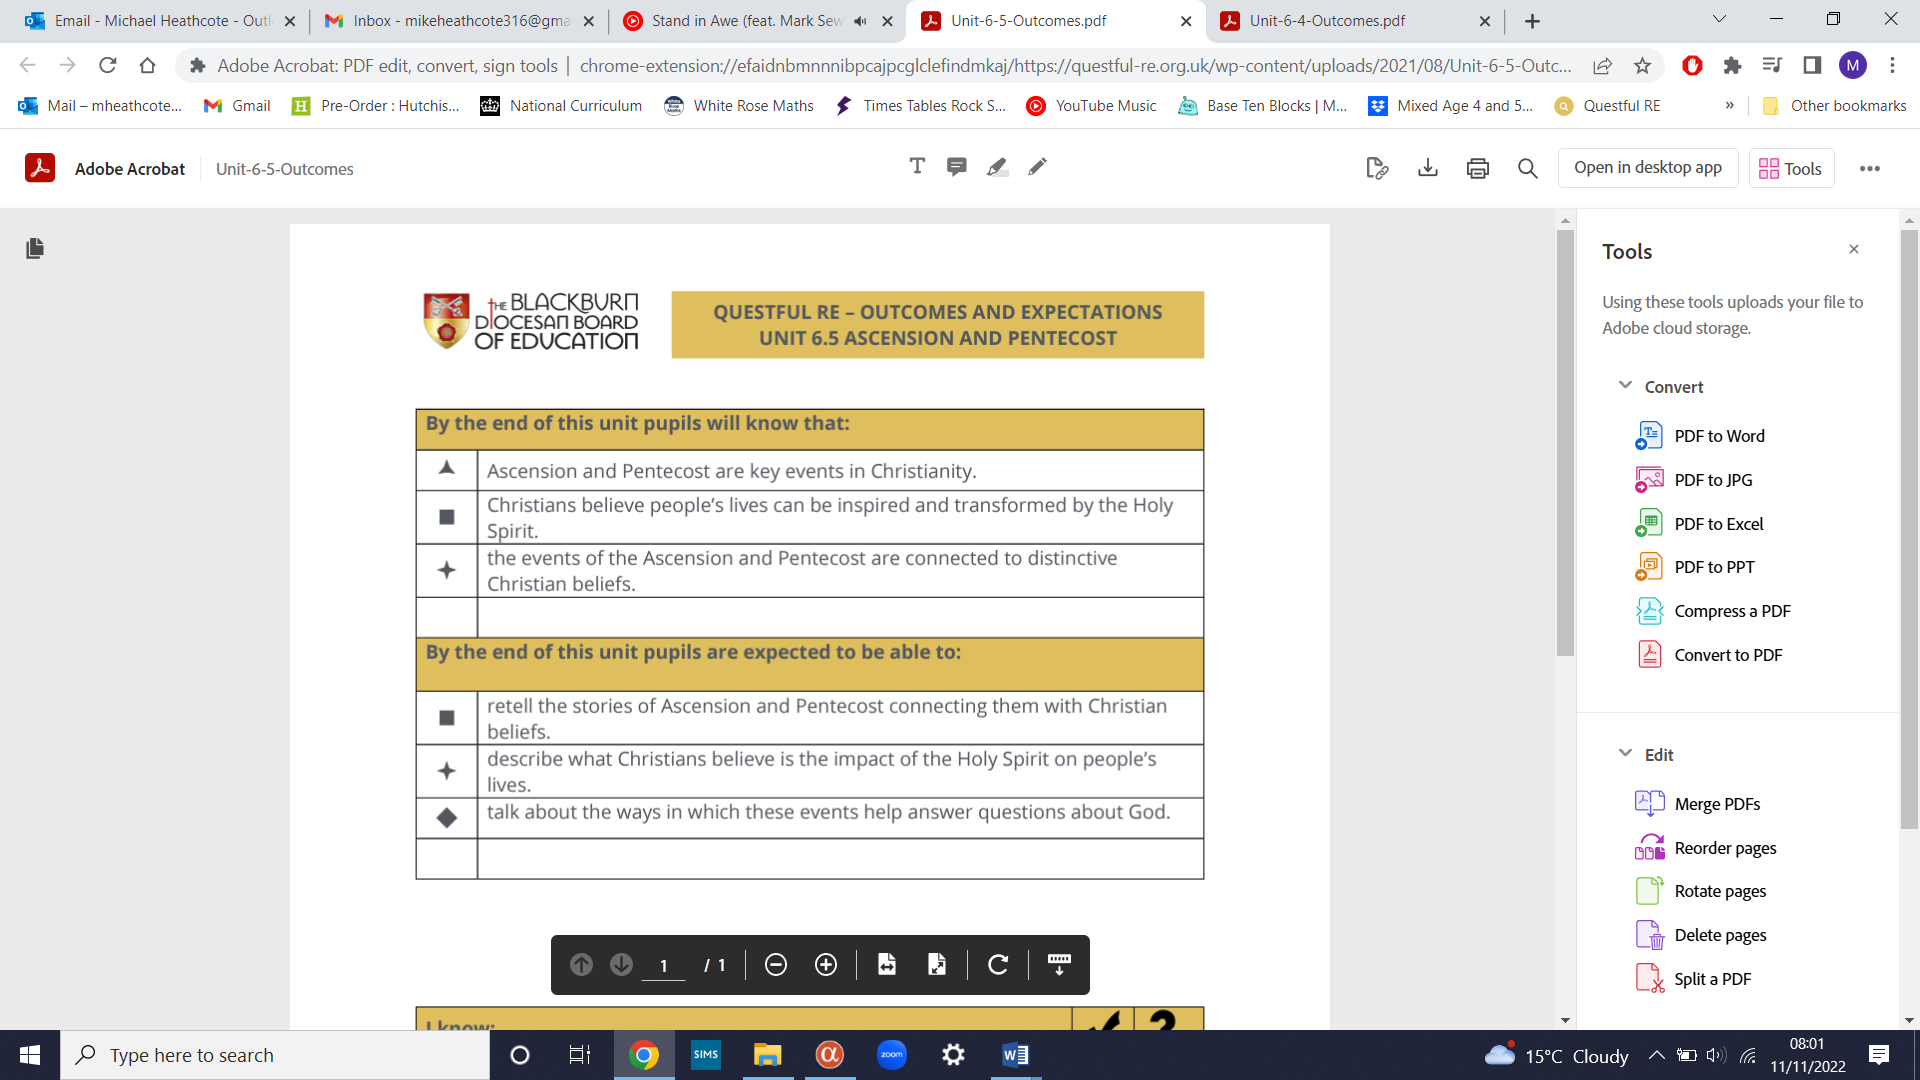 Email - Michael Heathcote - Outl
Inbox - mikeheathcote316@gma
Stand in Awe (feat. Mark Sew
Unit-6-5-Outcomes.pdf
Unit-6-4-Outcomes.pdf
Adobe Acrobat: PDF edit, convert, sign tools | chrome-extension://efaidnbmnnnibpcajpcglclefindmkaj/https://questful-re.org.uk/wp-content/uploads/2021/08/Unit-6-5-Outc...
M
Mail – mheathcote...
Gmail
H
Pre-Order : Hutchis...
National Curriculum
White Rose Maths
Times Tables Rock S...
YouTube Music
Base Ten Blocks | M...
Mixed Age 4 and 5...
Questful RE
»
Other bookmarks
Adobe Acrobat
Unit-6-5-Outcomes
Open in desktop app
Tools
THE BLACKBURN
DIOCESAN BOARD
OF EDUCATION
QUESTFUL RE – OUTCOMES AND EXPECTATIONS
UNIT 6.5 ASCENSION AND PENTECOST
By the end of this unit pupils will know that:
Ascension and Pentecost are key events in Christianity.
Christians believe people's lives can be inspired and transformed by the Holy
Spirit.
the events of the Ascension and Pentecost are connected to distinctive
Christian beliefs.
By the end of this unit pupils are expected to be able to:
retell the stories of Ascension and Pentecost connecting them with Christian
beliefs.
describe what Christians believe is the impact of the Holy Spirit on people's
lives.
talk about the ways in which these events help answer questions about God.
1 / 1
I know:
?
Tools
Using these tools uploads your file to
Adobe cloud storage.
Convert
PDF to Word
PDF to JPG
PDF to Excel
PDF to PPT
Compress a PDF
Convert to PDF
Edit
Merge PDFs
Reorder pages
Rotate pages
Delete pages
Split a PDF
Type here to search
SIMS
zoom
15°C Cloudy
08:01
11/11/2022